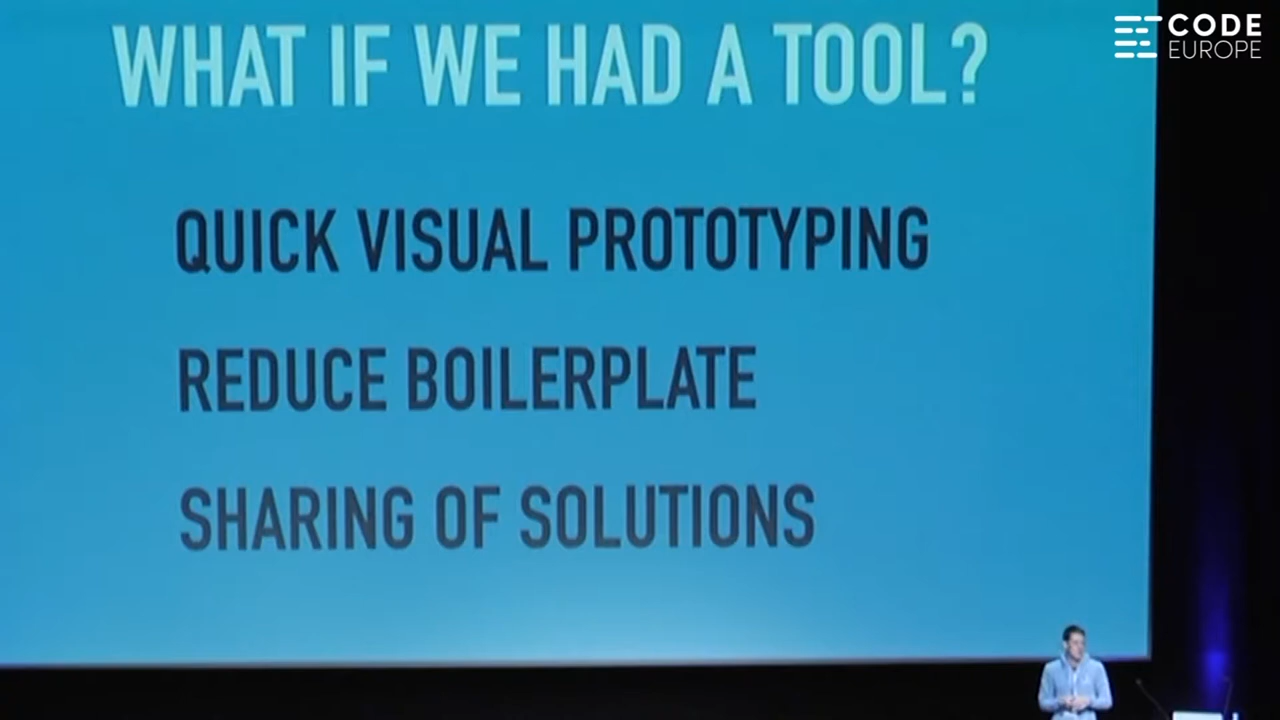 WHAT IF WE HAD A TOOL?
CODE
EUROPE
QUICK VISUAL PROTOTYPING
REDUCE BOILERPLATE
SHARING OF SOLUTIONS